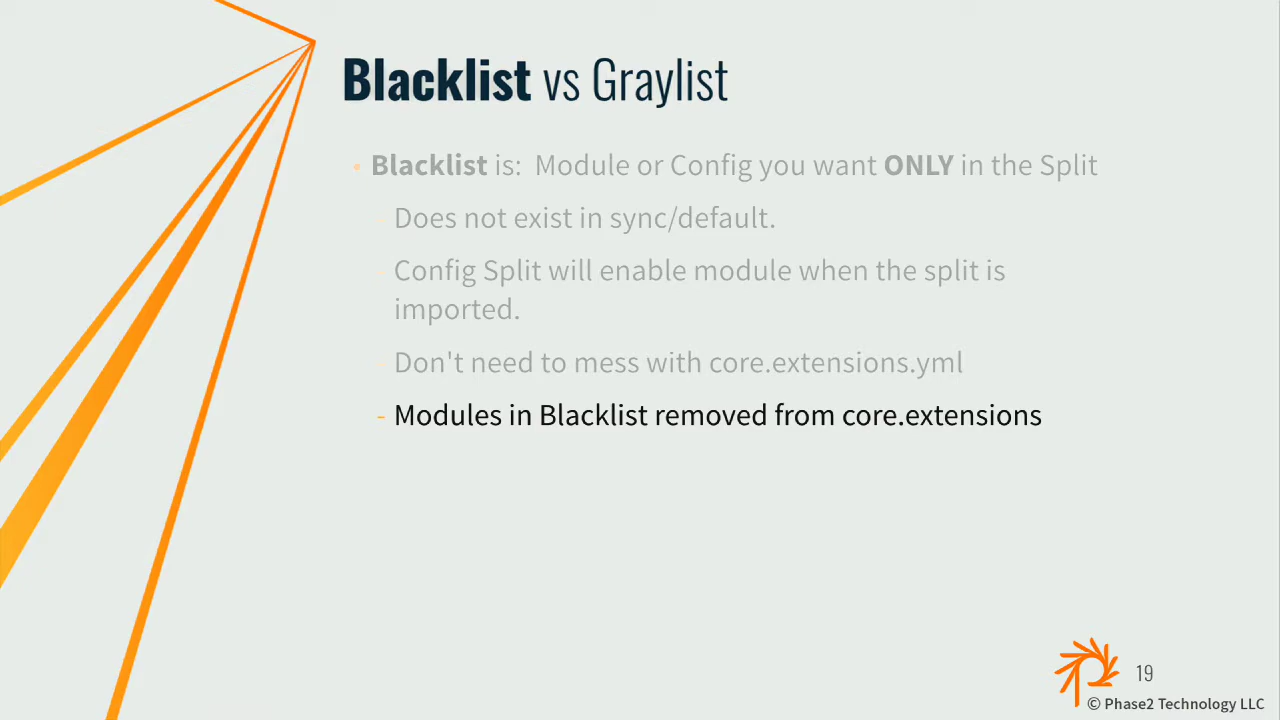 Blacklist vs Graylist
• Blacklist is: Module or Config you want ONLY in the Split
- Does not exist in sync/default.
- Config Split will enable module when the split is
imported.
- Don't need to mess with core.extensions.yml
- Modules in Blacklist removed from core.extensions
19
© Phase2 Technology LLC